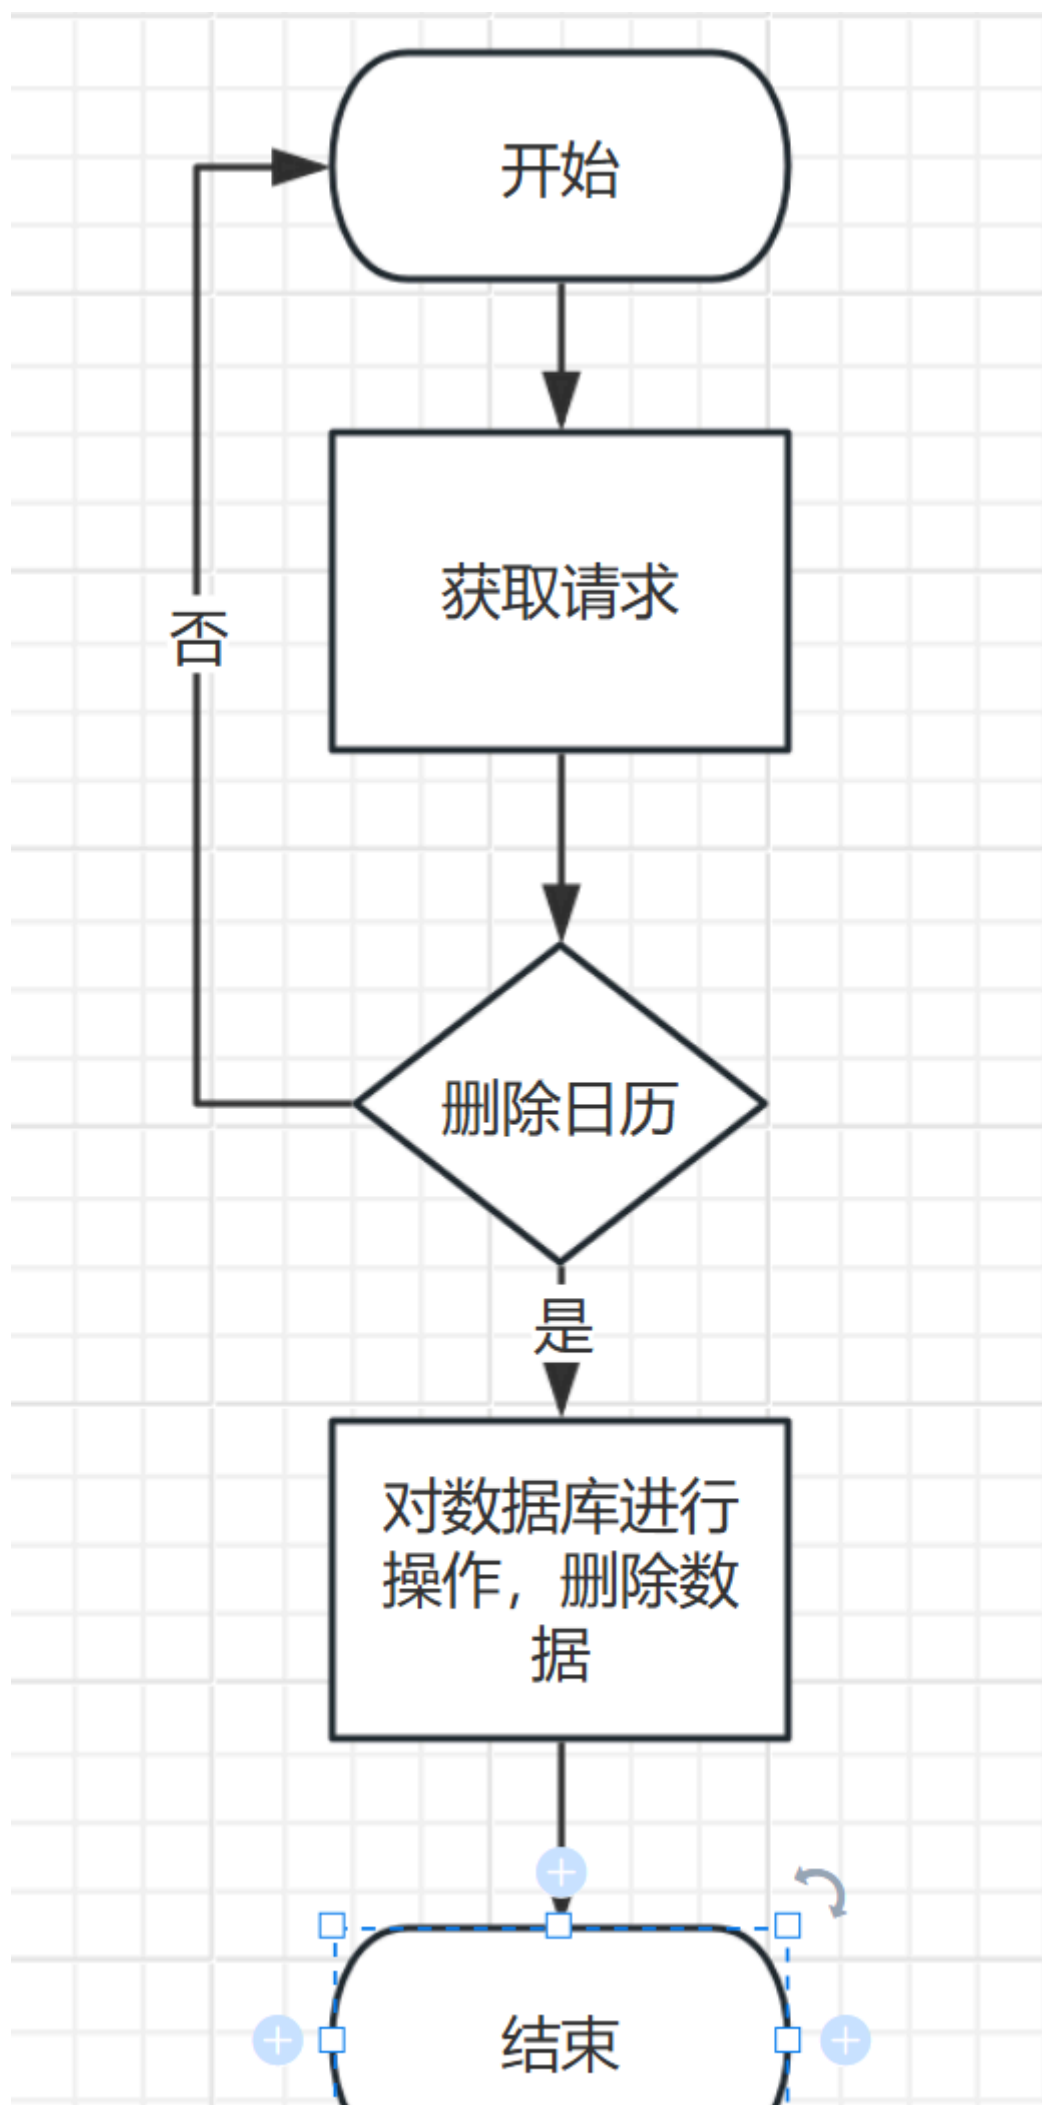 开始
获取请求
否
删除日历
是
对数据库进行
操作，删除数
据
结束